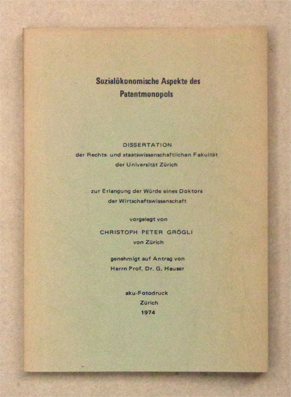 Sozialökonomische Aspekte des
Patentmonopols
DISSERTATION
der Rechts- und staatswissenschaftlichen Fakultät
der Universität Zürich
zur Erlangung der Würde eines Doktors
der Wirtschaftswissenschaft
vorgelegt von
CHRISTOPH PETER GRÖGLI
von Zürich
genehmigt auf Antrag von
Herrn Prof. Dr. G. Hauser
aku-Fotodruck
Zürich
1974